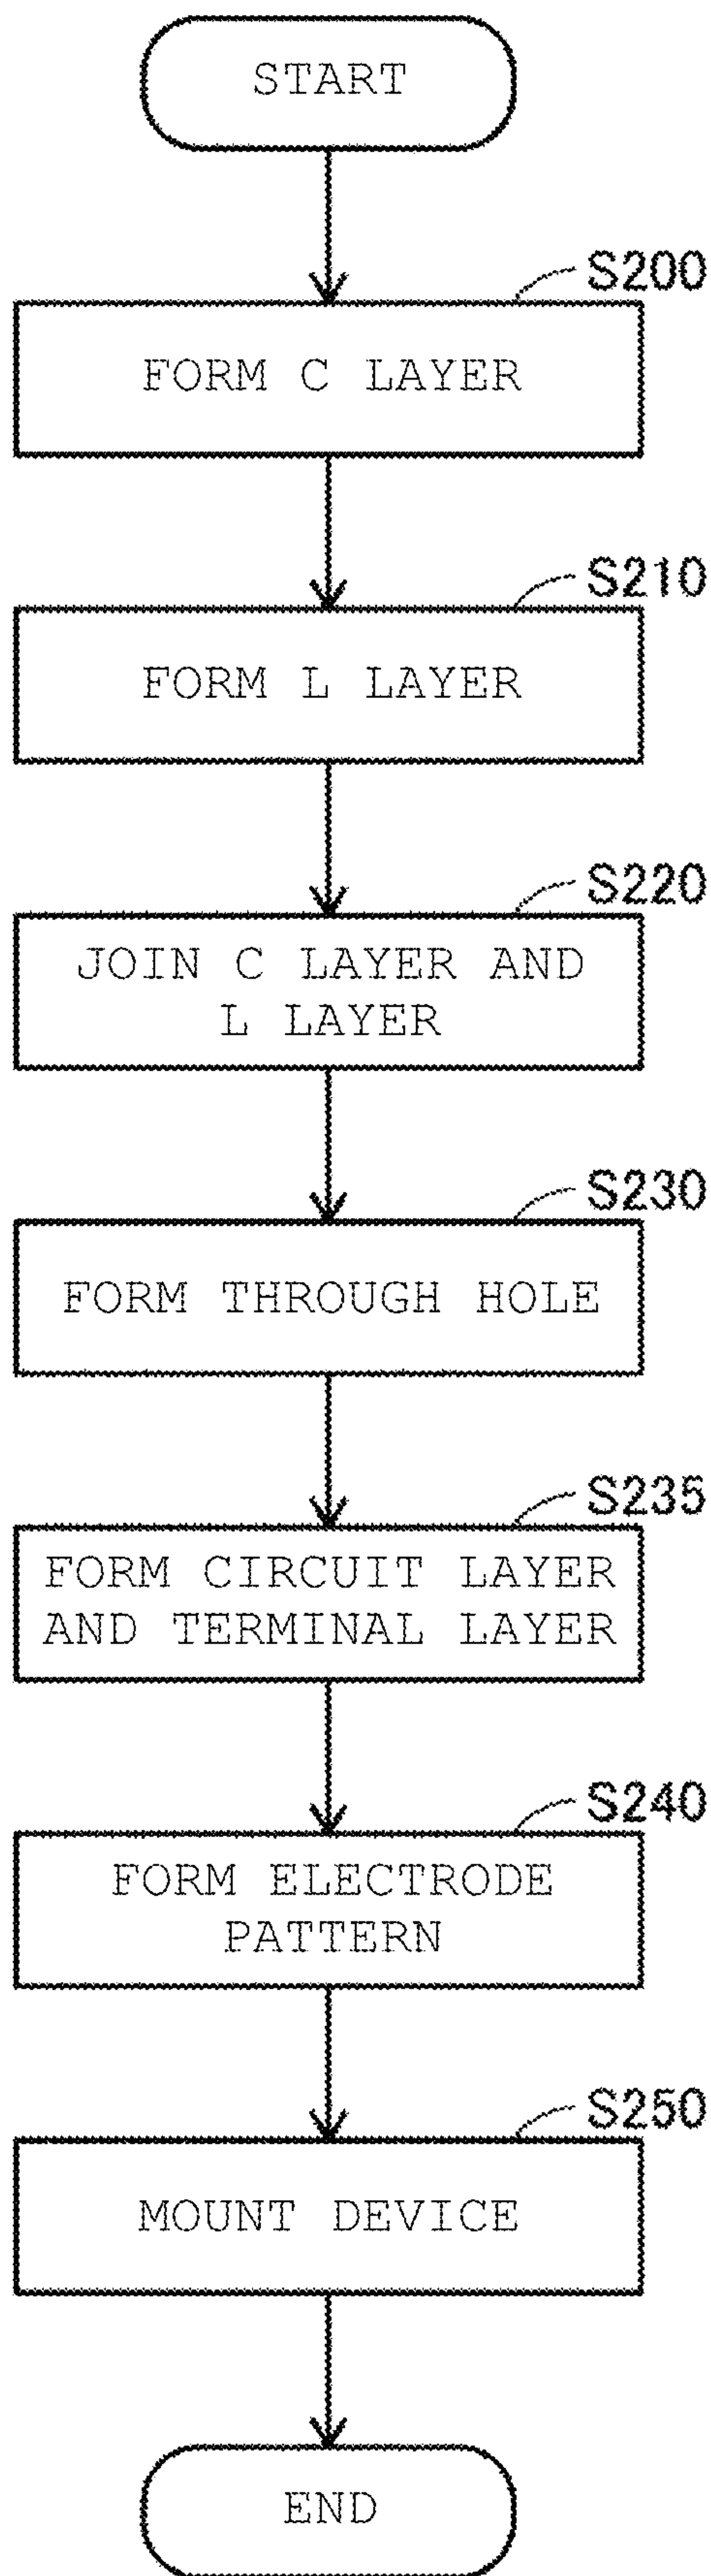 START
S200
FORM C LAYER
S210
FORM L LAYER
S220
JOIN C LAYER AND
L LAYER
S230
FORM THROUGH HOLE
S235
FORM CIRCUIT LAYER
AND TERMINAL LAYER
S240
FORM ELECTRODE
PATTERN
S250
MOUNT DEVICE
END